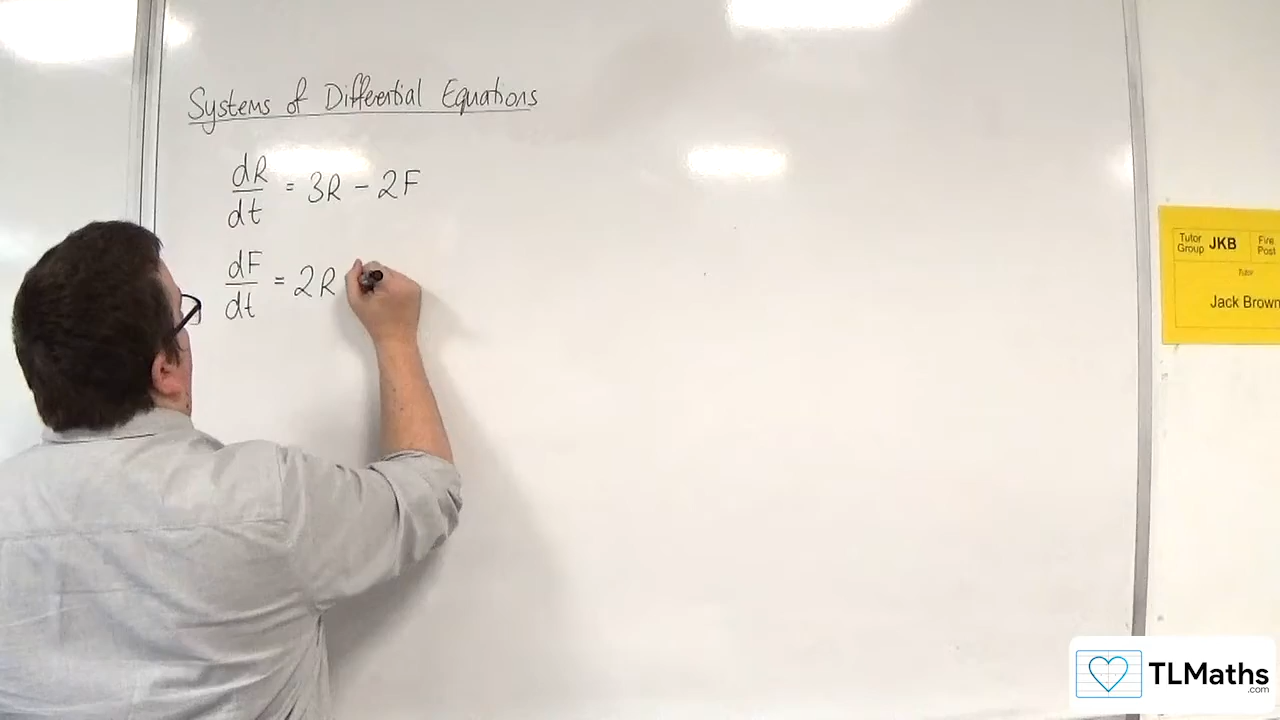 Systems of Differential Equations
dR/dt = 3R - 2F
dF/dt = 2R
Tutor Group JKB Fire Post
Tutor
Jack Brown
TLMaths
.com